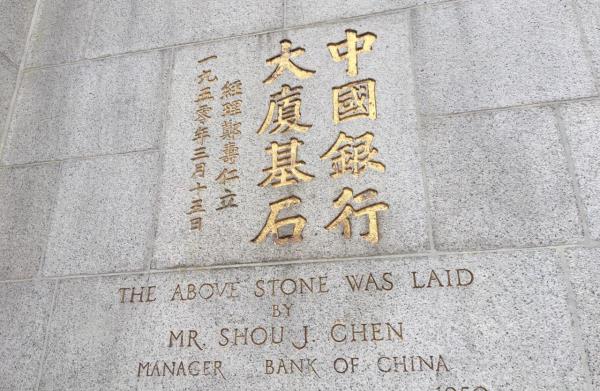 中國銀行
大廈基石
經理鄭壽仁立
一九五零年三月十三日
THE ABOVE STONE WAS LAID
BY
MR. SHOU J. CHEN
MANAGER BANK OF CHINA
1950